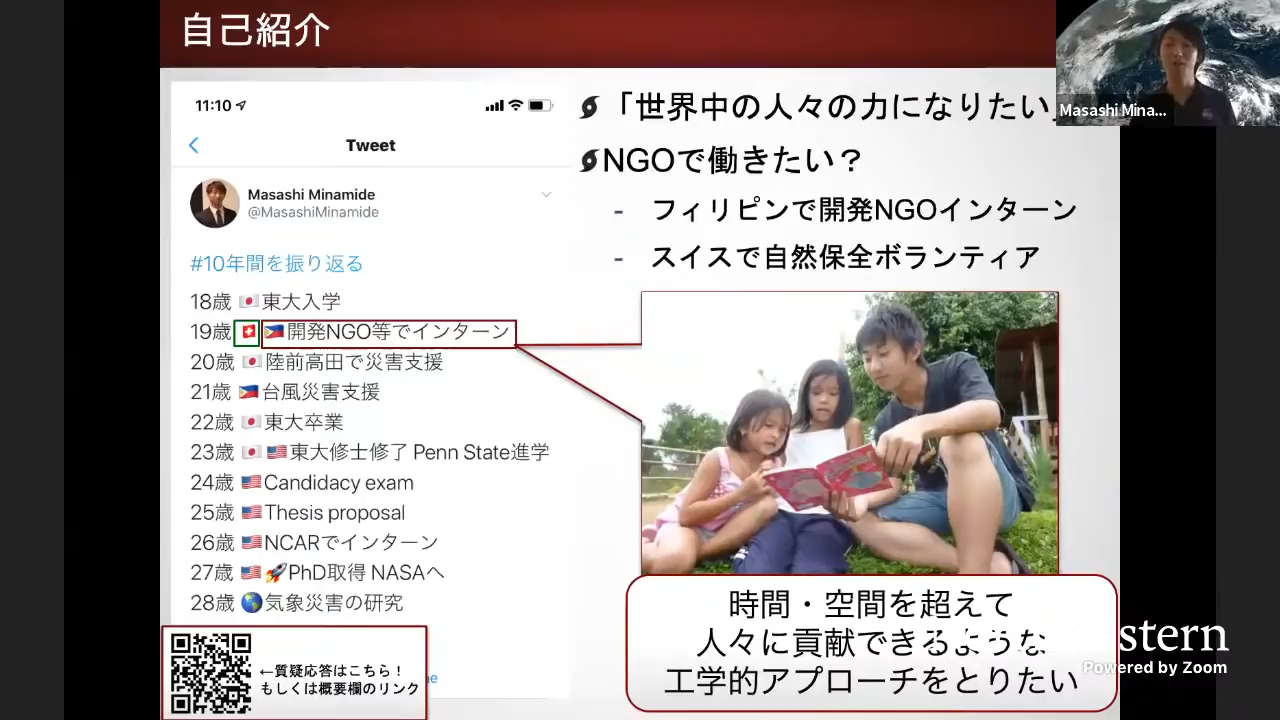 自己紹介
11:10
Tweet
Masashi Minamide
@MasashiMinamide
#10年間を振り返る
18歳 🇯🇵東大入学
19歳🇨🇭🇵🇭開発NGO等でインターン
20歳 🇯🇵陸前高田で災害支援
21歳 🇵🇭台風災害支援
22歳 🇯🇵東大卒業
23歳 🇯🇵🇺🇸東大修士修了 Penn State進学
24歳 🇺🇸Candidacy exam
25歳 🇺🇸Thesis proposal
26歳 🇺🇸NCARでインターン
27歳 🇺🇸🚀PhD取得 NASAへ
28歳 🌏気象災害の研究
←質疑応答はこちら！
もしくは概要欄のリンク
「世界中の人々の力になりたい」
NGOで働きたい？
- フィリピンで開発NGOインターン
- スイスで自然保全ボランティア
時間・空間を超えて
人々に貢献できるような
工学的アプローチをとりたい
Masashi Mina...
stern
Powered by Zoom